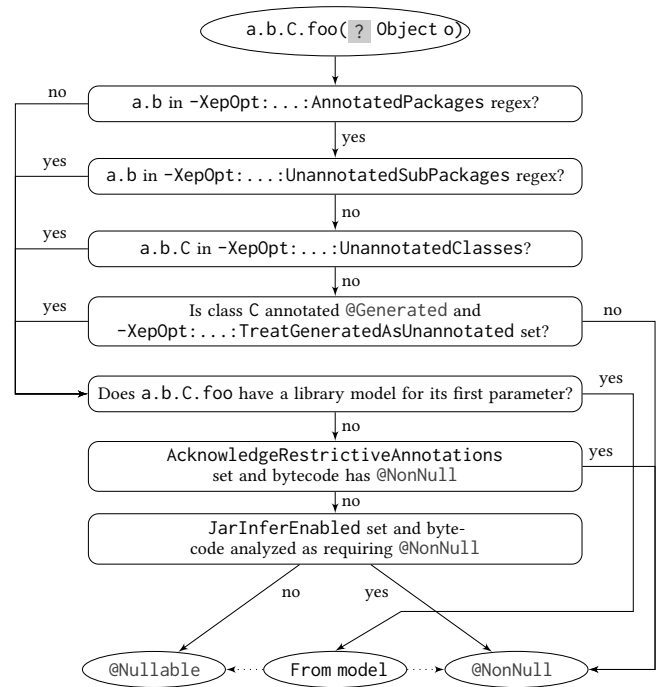 a.b.C.foo( ? Object o)
no
a.b in -XepOpt:...:AnnotatedPackages regex?
yes
yes
a.b in -XepOpt:...:UnannotatedSubPackages regex?
no
yes
a.b.C in -XepOpt:...:UnannotatedClasses?
no
yes
Is class C annotated @Generated and
-XepOpt:...:TreatGeneratedAsUnannotated set?
no
Does a.b.C.foo have a library model for its first parameter?
yes
no
AcknowledgeRestrictiveAnnotations
set and bytecode has @NonNull
yes
no
JarInferEnabled set and byte-
code analyzed as requiring @NonNull
no
yes
@Nullable
From model
@NonNull